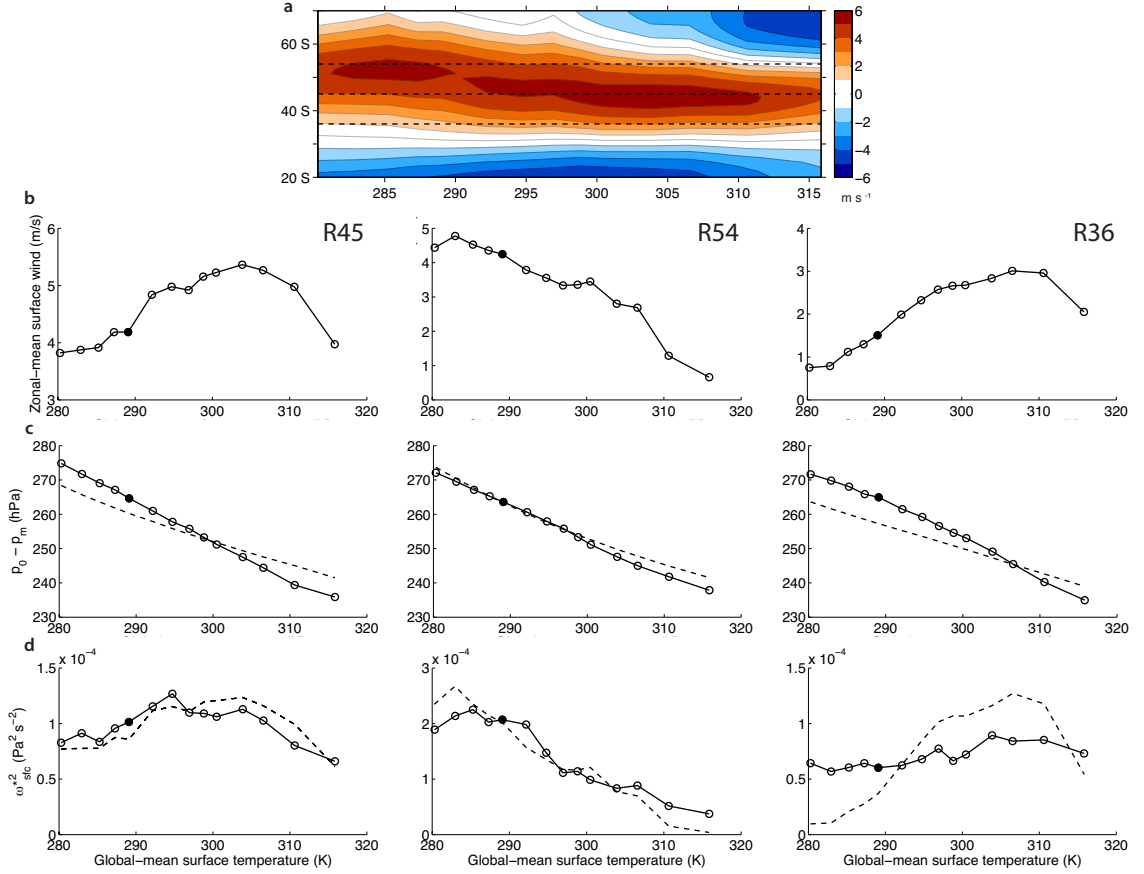 a
60 S
40 S
20 S
285 290 295 300 305 310 315
6
4
2
0
−2
−4
−6
m s -1
b
Zonal−mean surface wind (m/s)
R45
6
5
4
3
280 290 300 310 320
R54
5
4
3
2
1
0
280 290 300 310 320
R36
4
3
2
1
0
280 290 300 310 320
c
p0 − pm (hPa)
280
270
260
250
240
230
280 290 300 310 320
280
270
260
250
240
230
280 290 300 310 320
280
270
260
250
240
230
280 290 300 310 320
d
ω*2sfc (Pa2 s−2)
x 10−4
1.5
1
0.5
0
280 290 300 310 320
Global−mean surface temperature (K)
x 10−4
3
2
1
0
280 290 300 310 320
Global−mean surface temperature (K)
x 10−4
1.5
1
0.5
0
280 290 300 310 320
Global−mean surface temperature (K)